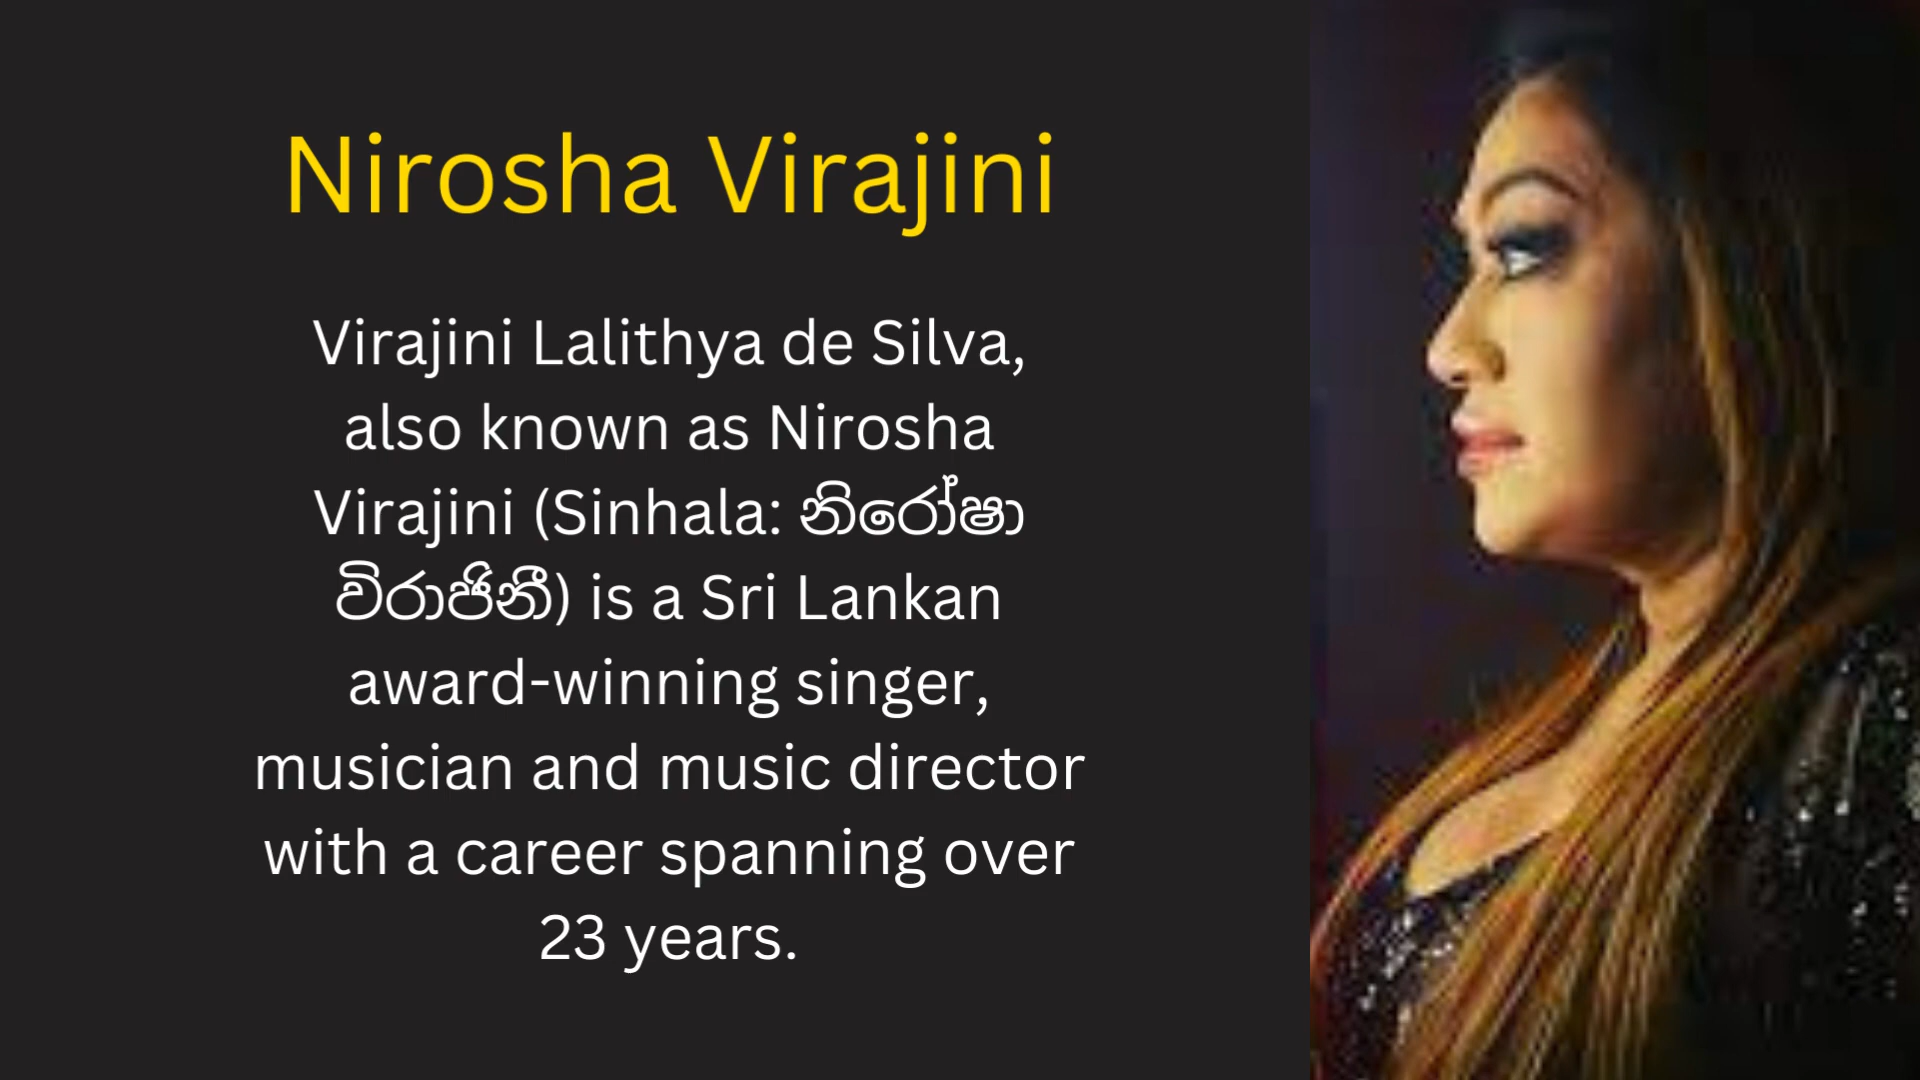 Nirosha Virajini
Virajini Lalithya de Silva,
also known as Nirosha
Virajini (Sinhala: නිරෝෂා
විරාජිනී) is a Sri Lankan
award-winning singer,
musician and music director
with a career spanning over
23 years.